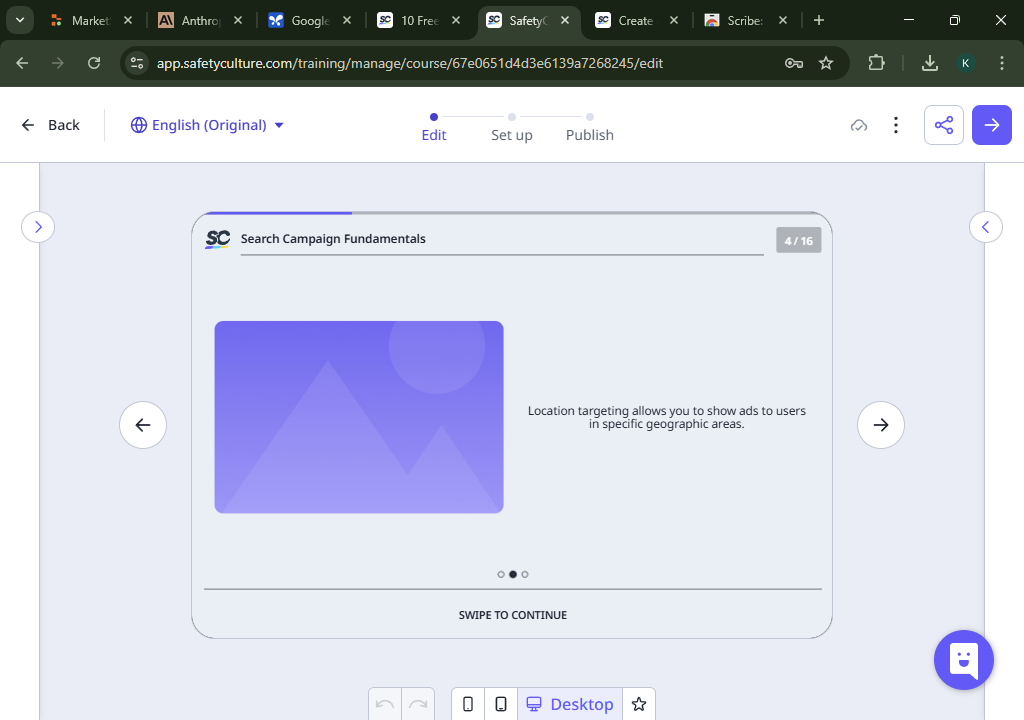 Market
Anthrop
Google
10 Free
SafetyC
Create
Scribe:
app.safetyculture.com/training/manage/course/67e0651d4d3e6139a7268245/edit
K
Back
English (Original)
Edit
Set up
Publish
SC
Search Campaign Fundamentals
4 / 16
Location targeting allows you to show ads to users
in specific geographic areas.
SWIPE TO CONTINUE
Desktop